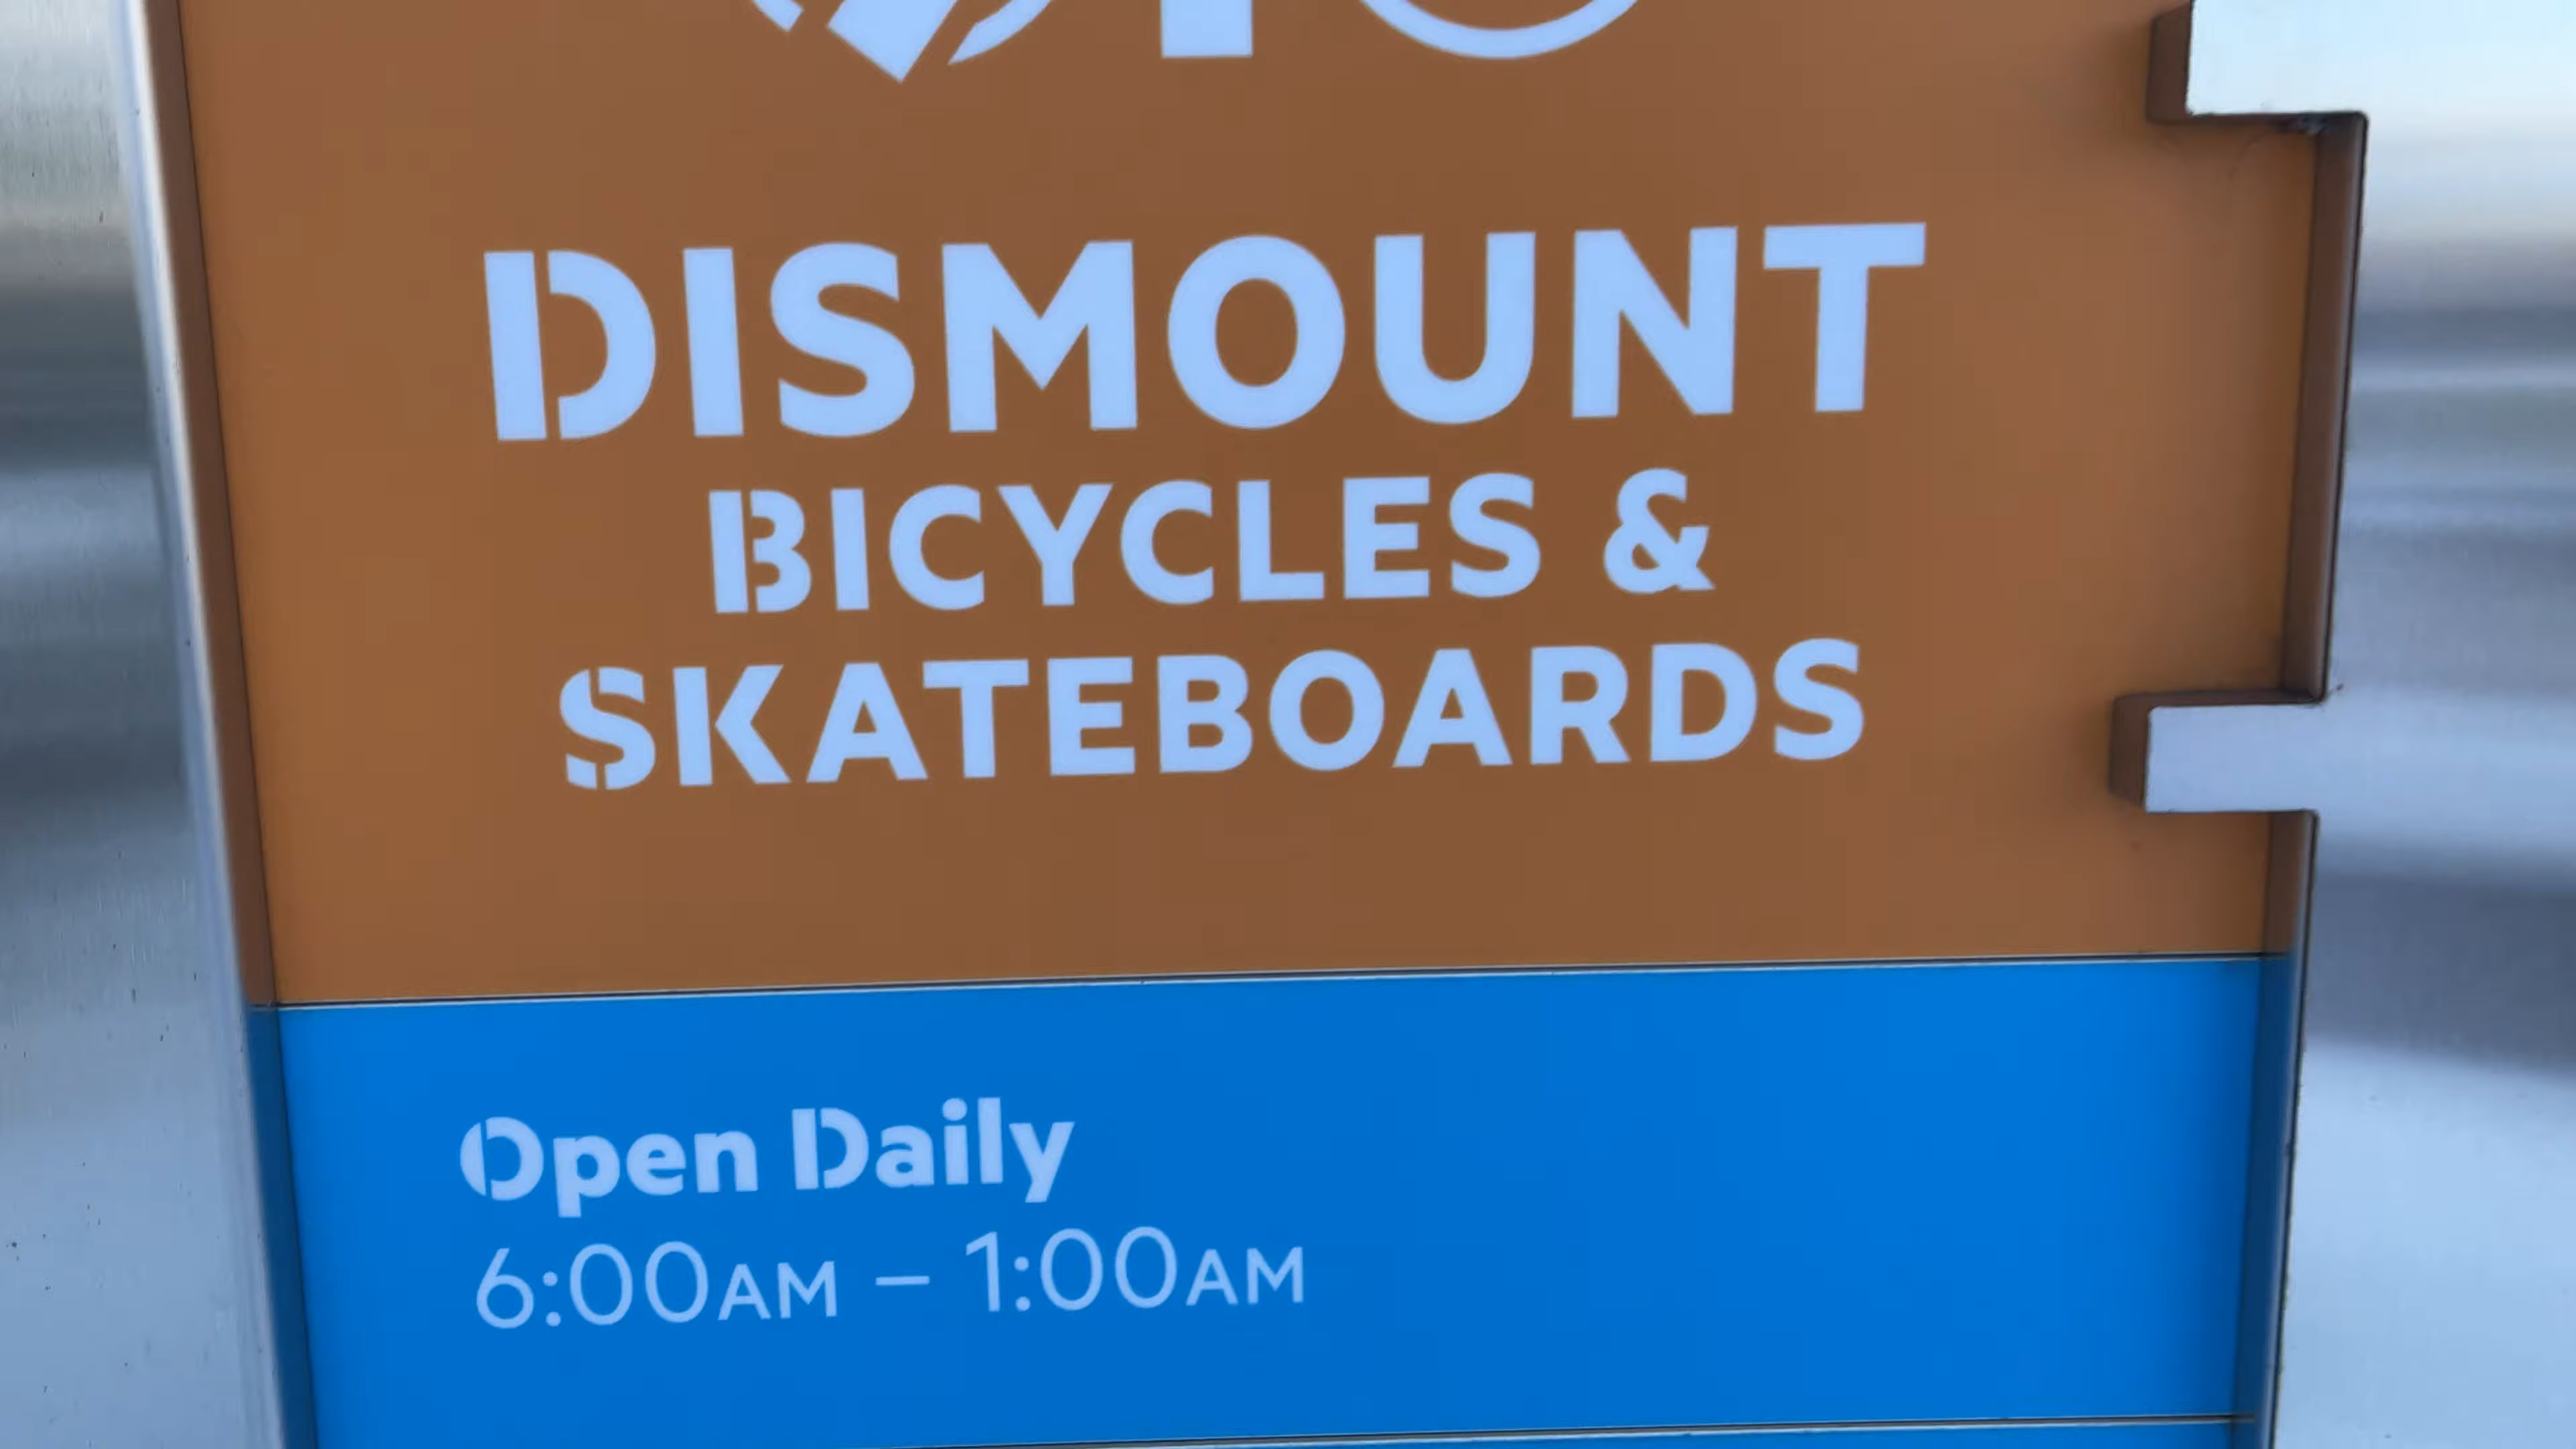 DISMOUNT
BICYCLES &
SKATEBOARDS
Open Daily
6:00AM – 1:00AM